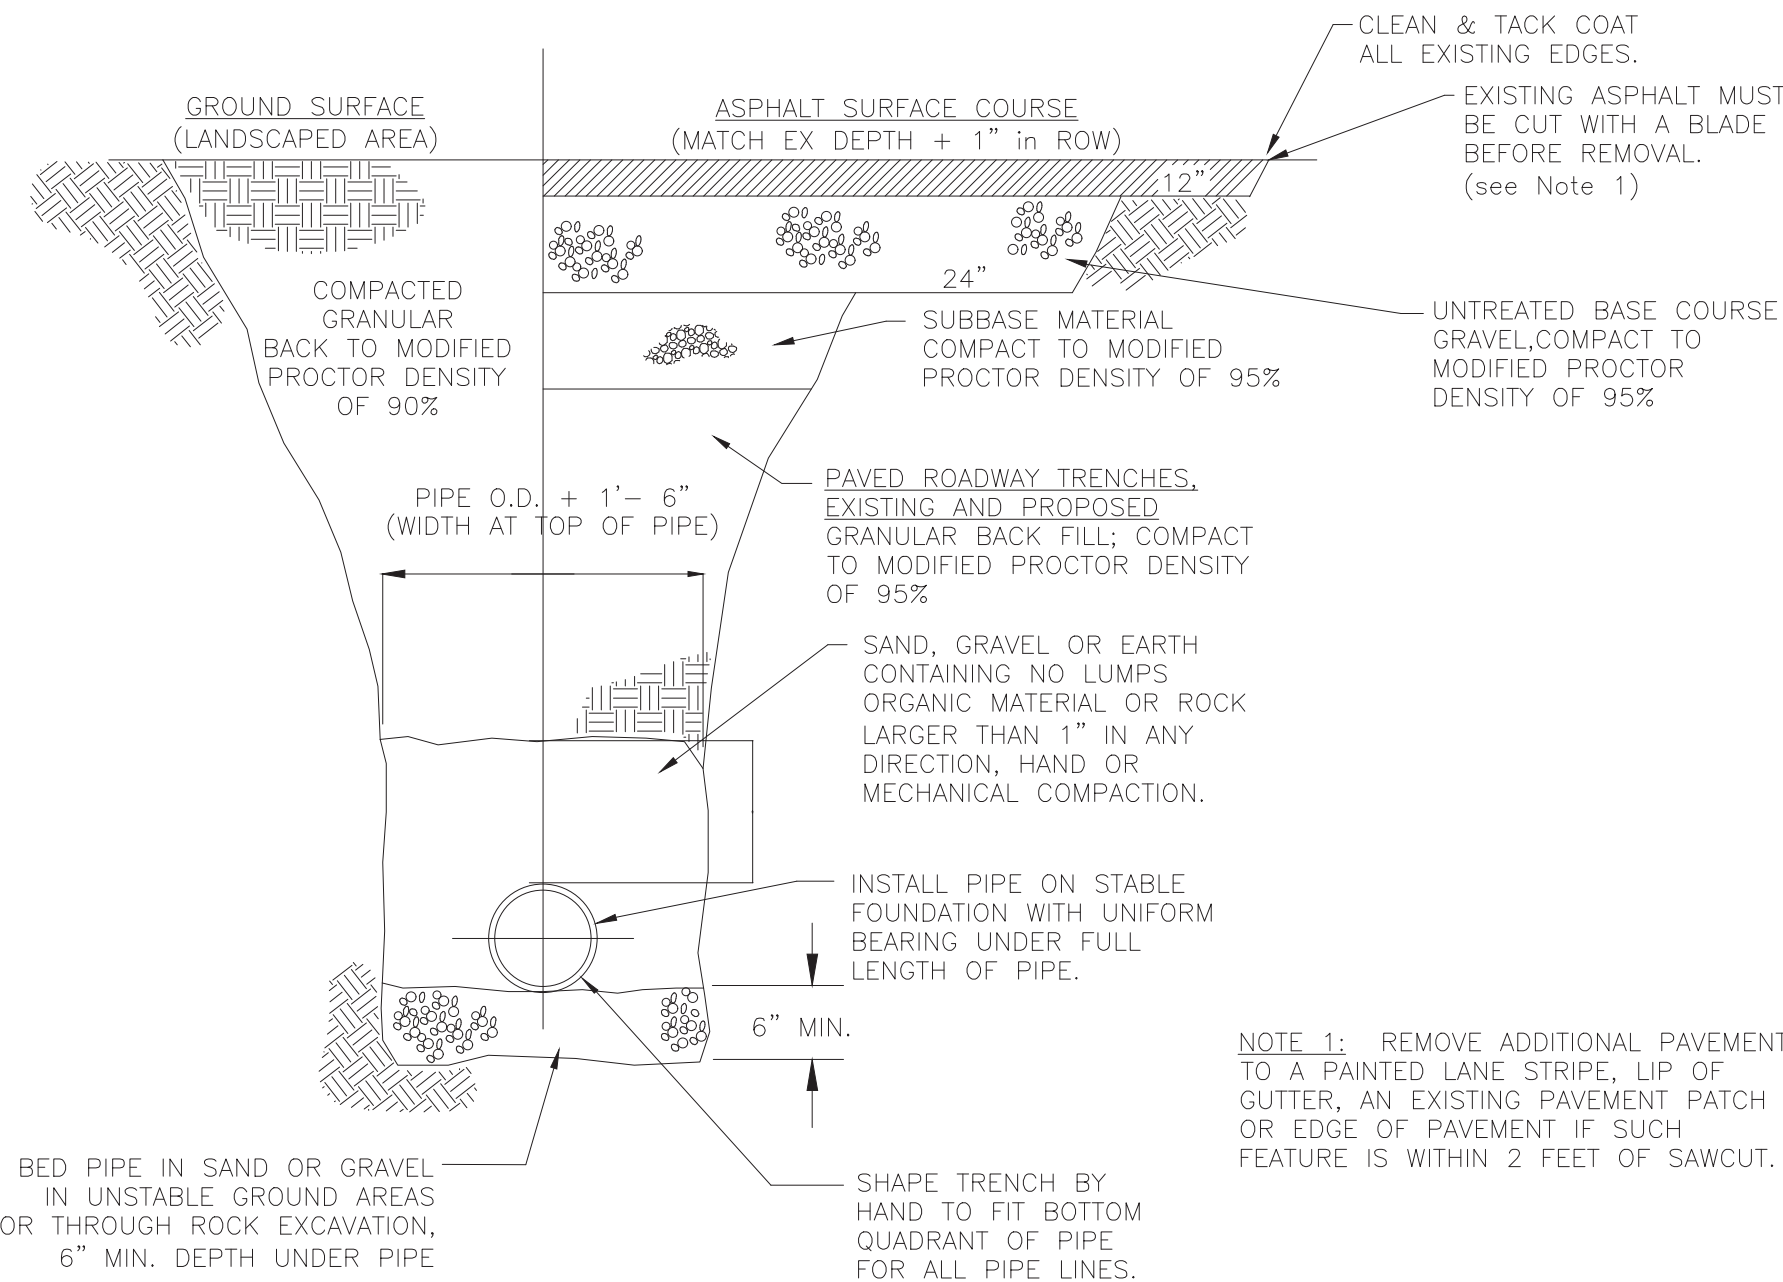 CLEAN & TACK COAT
ALL EXISTING EDGES.
EXISTING ASPHALT MUST
BE CUT WITH A BLADE
BEFORE REMOVAL.
(see Note 1)
GROUND SURFACE
(LANDSCAPED AREA)
ASPHALT SURFACE COURSE
(MATCH EX DEPTH + 1” in ROW)
12”
24”
COMPACTED
GRANULAR
BACK TO MODIFIED
PROCTOR DENSITY
OF 90%
SUBBASE MATERIAL
COMPACT TO MODIFIED
PROCTOR DENSITY OF 95%
UNTREATED BASE COURSE
GRAVEL,COMPACT TO
MODIFIED PROCTOR
DENSITY OF 95%
PIPE O.D. + 1’– 6”
(WIDTH AT TOP OF PIPE)
PAVED ROADWAY TRENCHES,
EXISTING AND PROPOSED
GRANULAR BACK FILL; COMPACT
TO MODIFIED PROCTOR DENSITY
OF 95%
SAND, GRAVEL OR EARTH
CONTAINING NO LUMPS
ORGANIC MATERIAL OR ROCK
LARGER THAN 1” IN ANY
DIRECTION, HAND OR
MECHANICAL COMPACTION.
INSTALL PIPE ON STABLE
FOUNDATION WITH UNIFORM
BEARING UNDER FULL
LENGTH OF PIPE.
6” MIN.
NOTE 1: REMOVE ADDITIONAL PAVEMENT
TO A PAINTED LANE STRIPE, LIP OF
GUTTER, AN EXISTING PAVEMENT PATCH
OR EDGE OF PAVEMENT IF SUCH
FEATURE IS WITHIN 2 FEET OF SAWCUT.
BED PIPE IN SAND OR GRAVEL
IN UNSTABLE GROUND AREAS
OR THROUGH ROCK EXCAVATION,
6” MIN. DEPTH UNDER PIPE
SHAPE TRENCH BY
HAND TO FIT BOTTOM
QUADRANT OF PIPE
FOR ALL PIPE LINES.